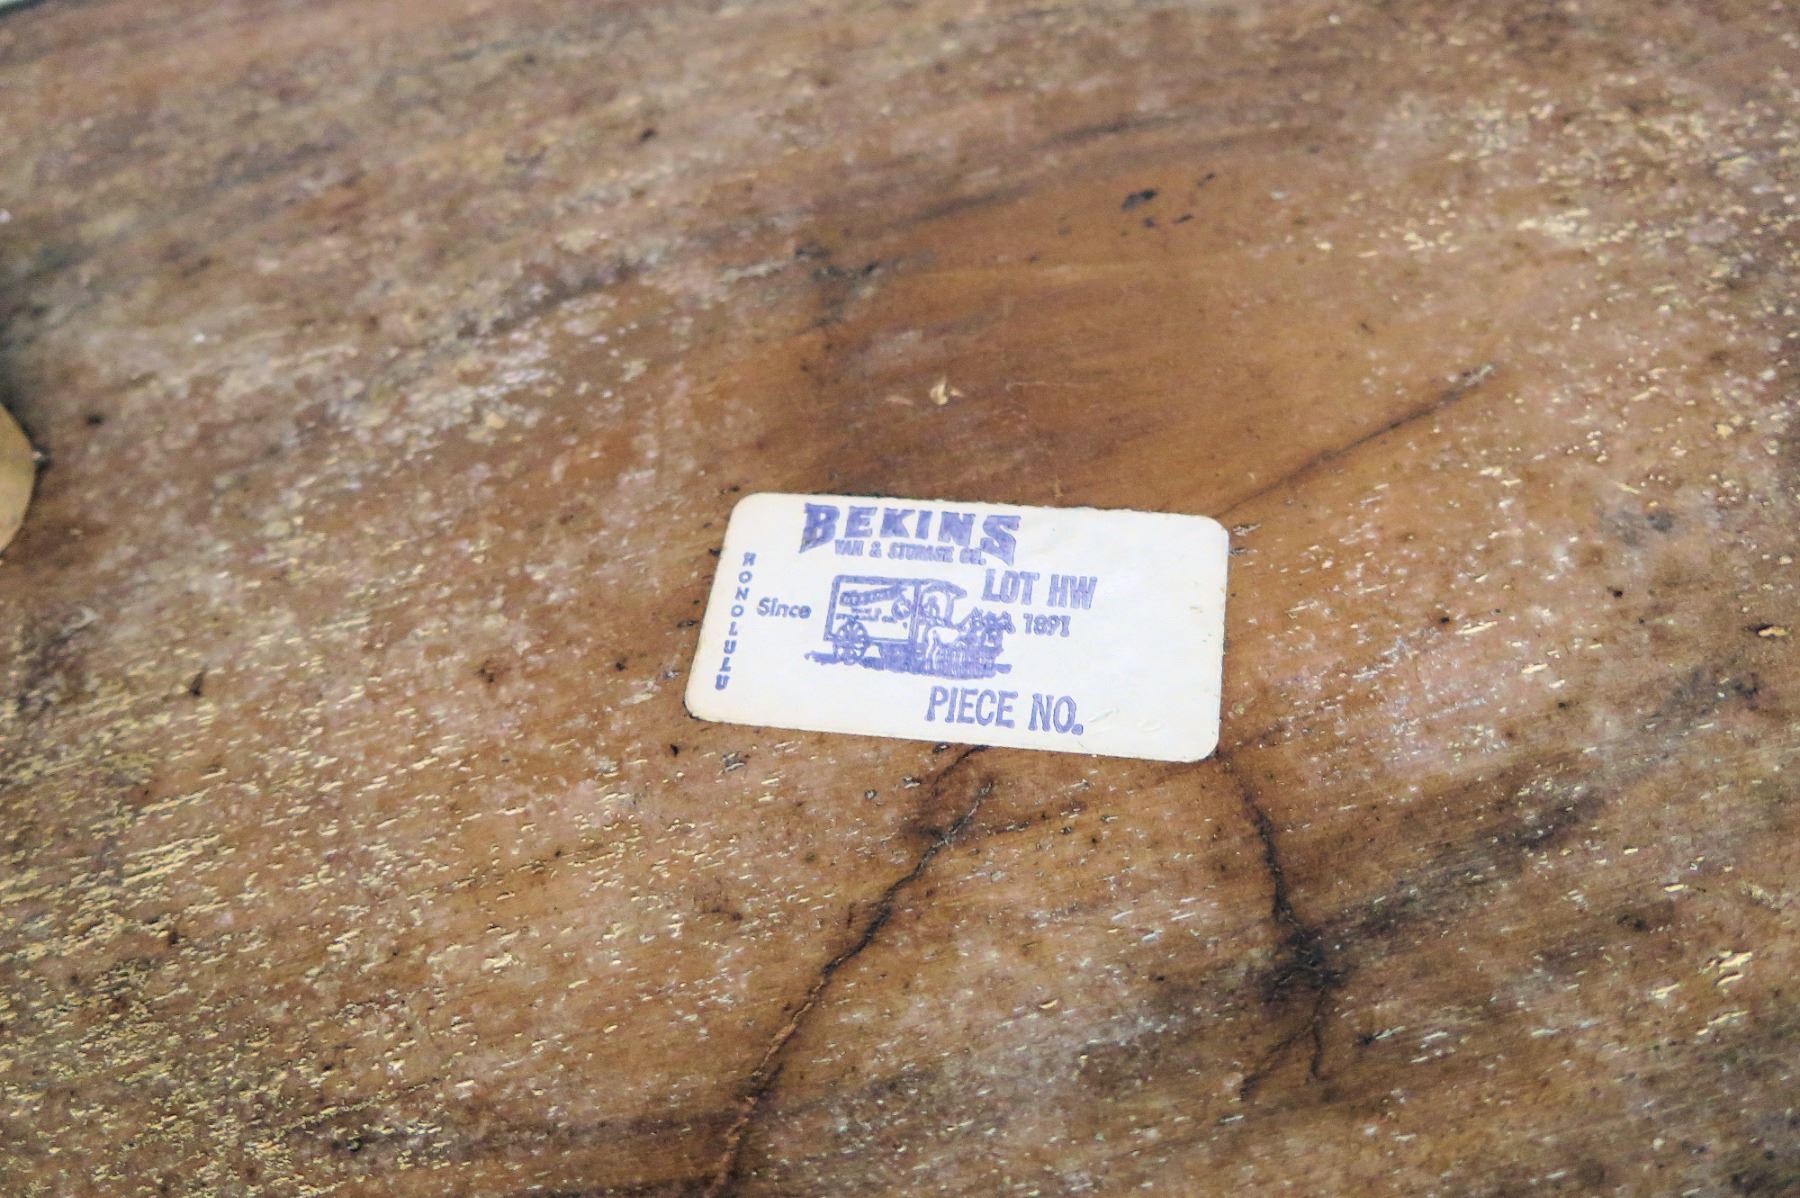 BEKINS
VAN & STORAGE CO.
HONOLULU
LOT HW
Since 1891
PIECE NO.